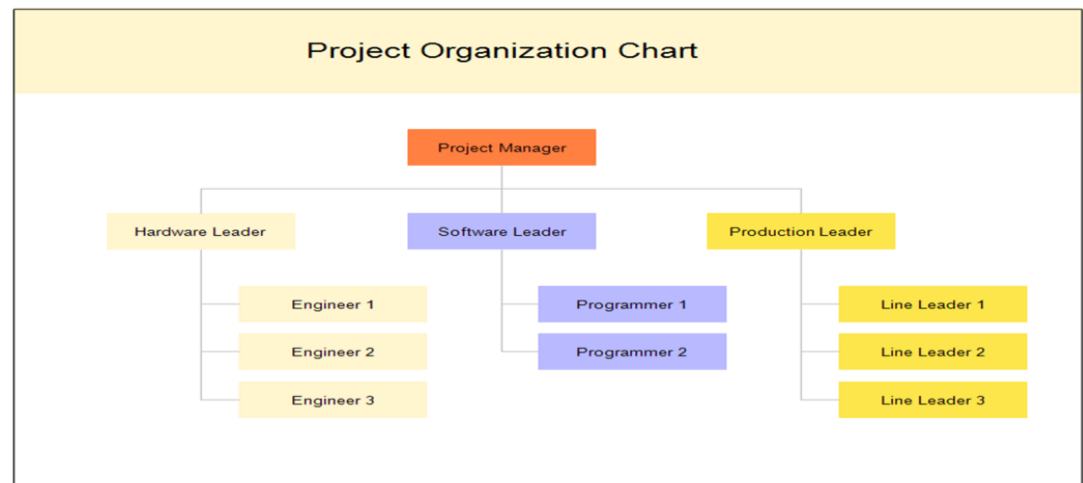 Project Organization Chart
Project Manager
Hardware Leader
Software Leader
Production Leader
Engineer 1
Programmer 1
Line Leader 1
Engineer 2
Programmer 2
Line Leader 2
Engineer 3
Line Leader 3